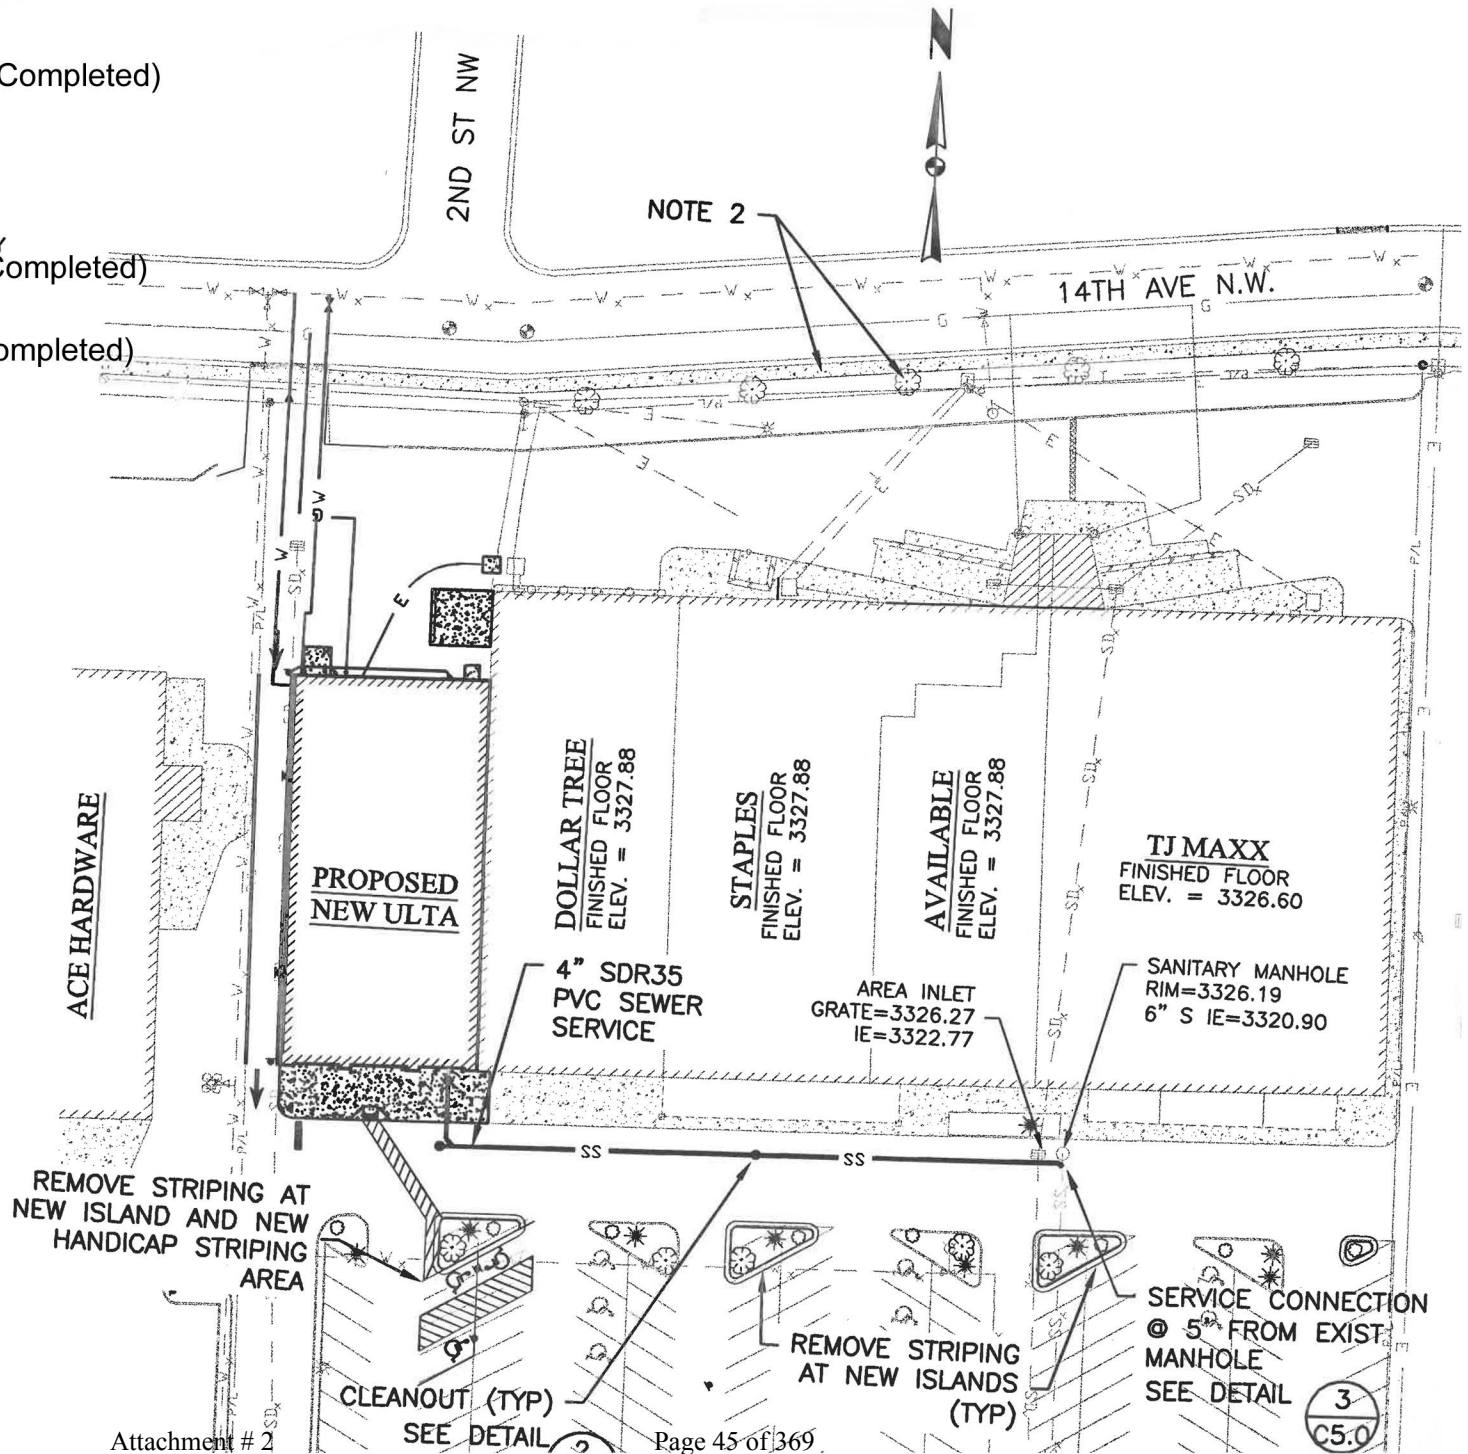 Completed)
Completed)
ompleted)
N
2ND ST NW
NOTE 2
14TH AVE N.W.
ACE HARDWARE
PROPOSED
NEW ULTA
DOLLAR TREE
FINISHED FLOOR
ELEV. = 3327.88
STAPLES
FINISHED FLOOR
ELEV. = 3327.88
AVAILABLE
FINISHED FLOOR
ELEV. = 3327.88
TJ MAXX
FINISHED FLOOR
ELEV. = 3326.60
4" SDR35
PVC SEWER
SERVICE
AREA INLET
GRATE=3326.27
IE=3322.77
SANITARY MANHOLE
RIM=3326.19
6" S IE=3320.90
SS
SS
REMOVE STRIPING AT
NEW ISLAND AND NEW
HANDICAP STRIPING
AREA
REMOVE STRIPING
AT NEW ISLANDS
(TYP)
SERVICE CONNECTION
@ 5' FROM EXIST
MANHOLE
SEE DETAIL
3
C5.0
CLEANOUT (TYP)
SEE DETAIL
2
Attachment # 2
Page 45 of 369